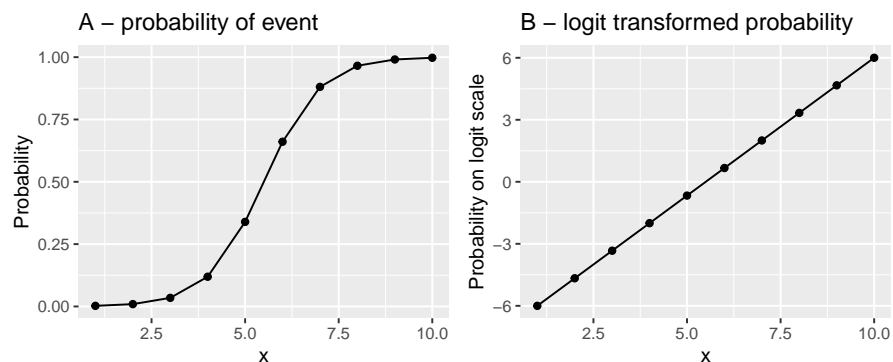 A – probability of event
1.00
0.75
0.50
0.25
0.00
Probability
2.5 5.0 7.5 10.0
x
B – logit transformed probability
6
3
0
−3
−6
Probability on logit scale
2.5 5.0 7.5 10.0
x